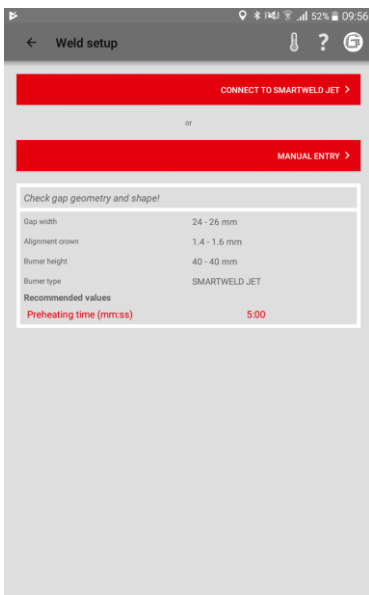 52% 09:56
Weld setup ?
CONNECT TO SMARTWELD JET >
or
MANUAL ENTRY >
Check gap geometry and shape!
Gap width 24 - 26 mm
Alignment crown 1.4 - 1.6 mm
Burner height 40 - 40 mm
Burner type SMARTWELD JET
Recommended values
Preheating time (mm:ss) 5:00